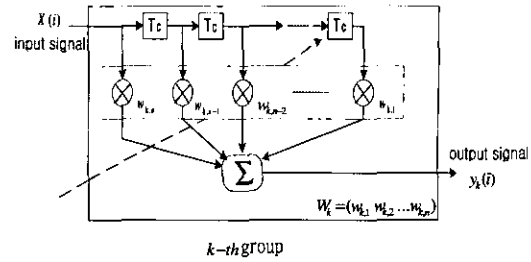 X(i)
input signal
Tc Tc Tc
w_{k,n} w_{k,n-1} w_{k,n-2} w_{k,1}
Σ
output signal
y_k(i)
W_k = (w_{k,1} w_{k,2} ... w_{k,n})
k-th group